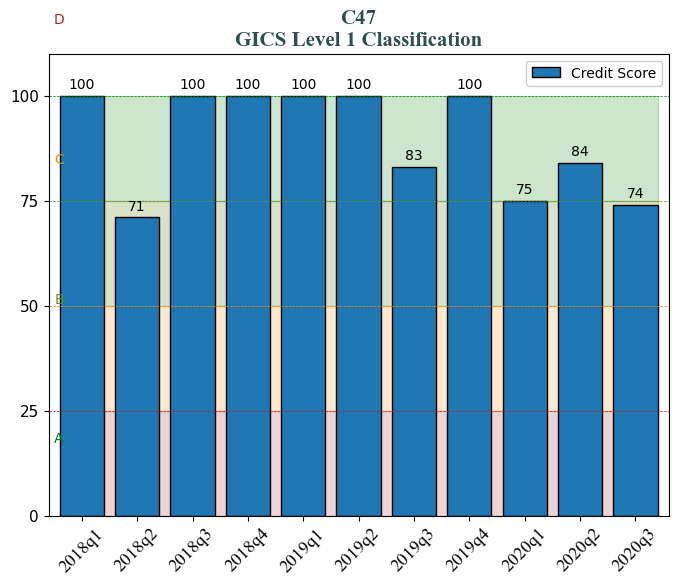 D
C47
GICS Level 1 Classification
Credit Score
100 71 100 100 100 100 83 100 75 84 74
100
C
75
B
50
25
A
0
2018q1 2018q2 2018q3 2018q4 2019q1 2019q2 2019q3 2019q4 2020q1 2020q2 2020q3